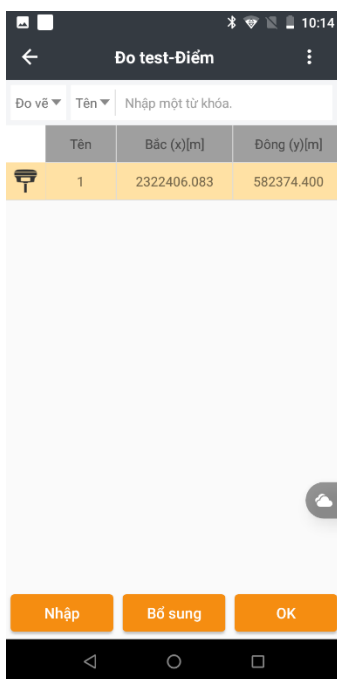 10:14
Đo test-Điểm
Đo vẽ Tên Nhập một từ khóa.
Tên Bắc (x)[m] Đông (y)[m]
1 2322406.083 582374.400
Nhập Bổ sung OK